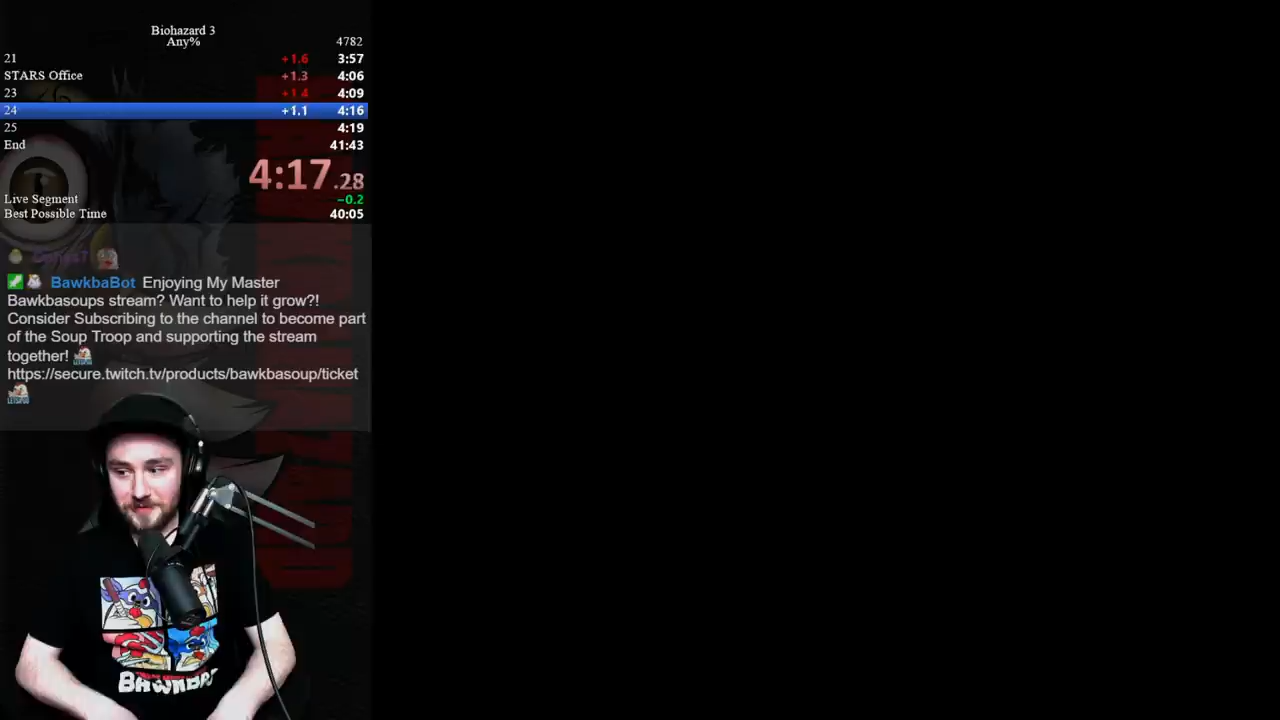 Biohazard 3
Any%
4782
21 +1.6 3:57
STARS Office +1.3 4:06
23 +1.4 4:09
24 +1.1 4:16
25 4:19
End 41:43
4:17.28
Live Segment -0.2
Best Possible Time 40:05
BawkbaBot Enjoying My Master
Bawkbasoups stream? Want to help it grow?!
Consider Subscribing to the channel to become part
of the Soup Troop and supporting the stream
together!
https://secure.twitch.tv/products/bawkbasoup/ticket